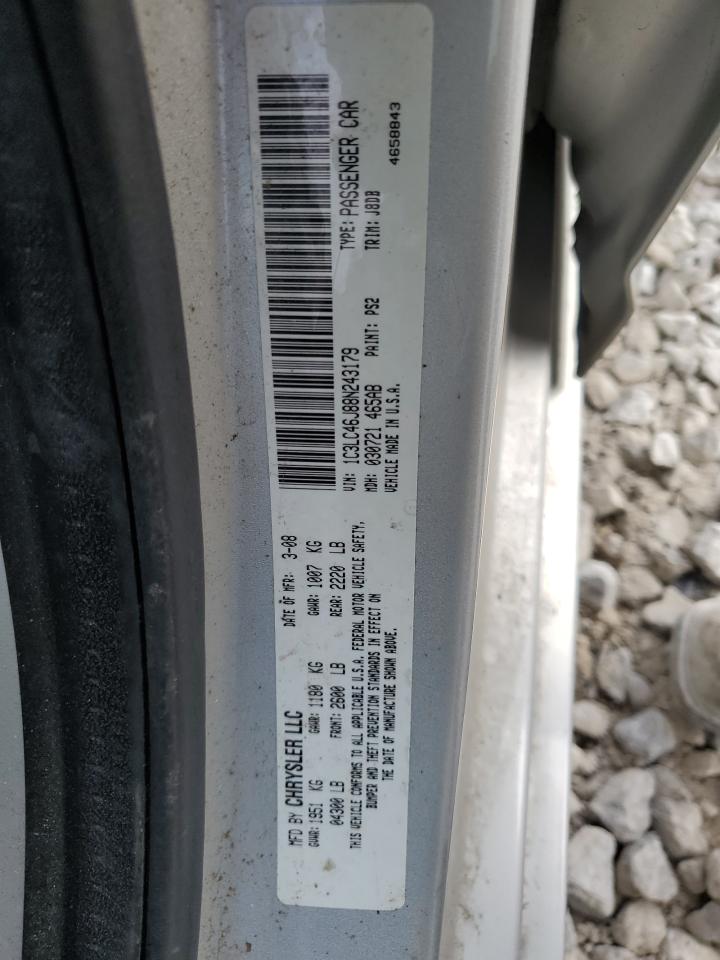 MFD BY CHRYSLER LLC DATE OF MFR: 3-08
GVWR: 1951 KG GAWR: 1180 KG GAWR: 1007 KG
04300 LB FRONT: 2600 LB REAR: 2220 LB
THIS VEHICLE CONFORMS TO ALL APPLICABLE U.S.A. FEDERAL MOTOR VEHICLE SAFETY,
BUMPER AND THEFT PREVENTION STANDARDS IN EFFECT ON
THE DATE OF MANUFACTURE SHOWN ABOVE.
VIN: 1C3LC46J88N243179 TYPE: PASSENGER CAR
MDH: 030721 465AB PAINT: PS2 TRIM: J8DB
VEHICLE MADE IN U.S.A. 4658843